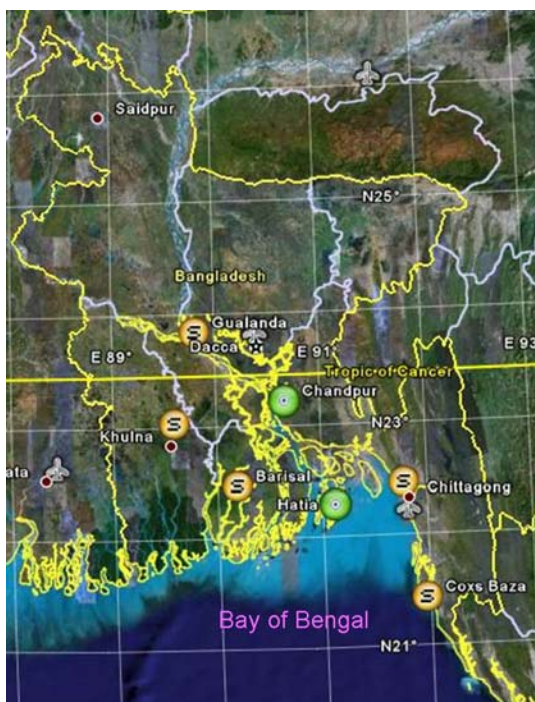 Saidpur
N25°
Bangladesh
Gualanda
Dacca
E 89°
E 91°
E 93
Tropic of Cancer
Chandpur
N23°
Khulna
ata
Barisal
Chittagong
Hatia
Coxs Baza
Bay of Bengal
N21°